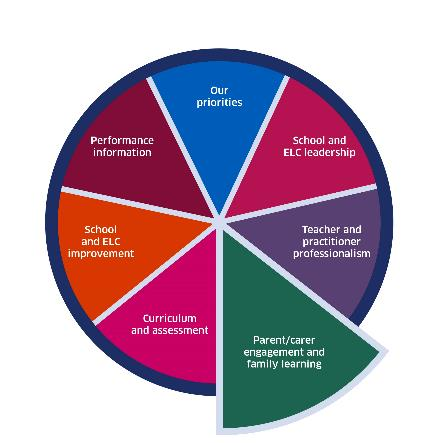 Our
priorities
School and
ELC leadership
Teacher and
practitioner
professionalism
Parent/carer
engagement and
family learning
Curriculum
and assessment
School
and ELC
improvement
Performance
information